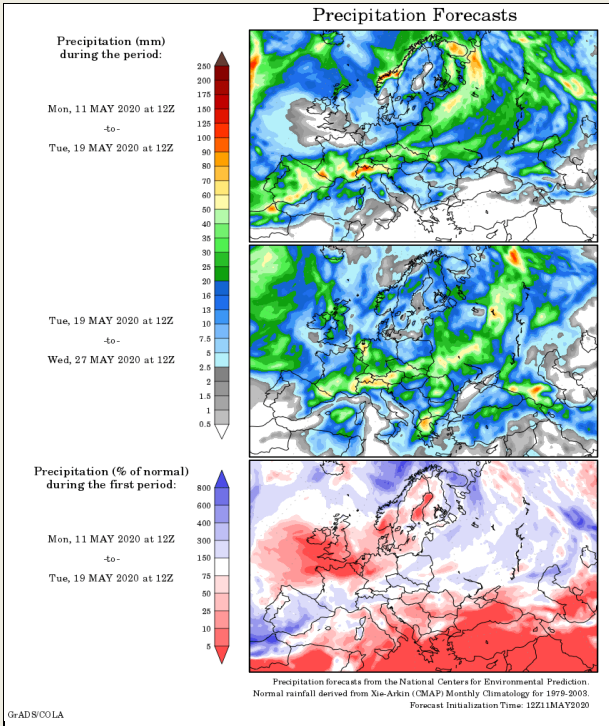 Precipitation Forecasts
Precipitation (mm)
during the period:
Mon, 11 MAY 2020 at 12Z
-to-
Tue, 19 MAY 2020 at 12Z
250
200
175
150
125
100
90
80
70
60
50
40
35
30
25
20
16
13
10
7.5
5
2.5
2
1.5
1
0.5
Tue, 19 MAY 2020 at 12Z
-to-
Wed, 27 MAY 2020 at 12Z
Precipitation (% of normal)
during the first period:
Mon, 11 MAY 2020 at 12Z
-to-
Tue, 19 MAY 2020 at 12Z
800
600
400
300
150
75
50
25
10
5
Precipitation forecasts from the National Centers for Environmental Prediction.
Normal rainfall derived from Xie-Arkin (CMAP) Monthly Climatology for 1979-2003.
Forecast Initialization Time: 12Z11MAY2020
GrADS/COLA